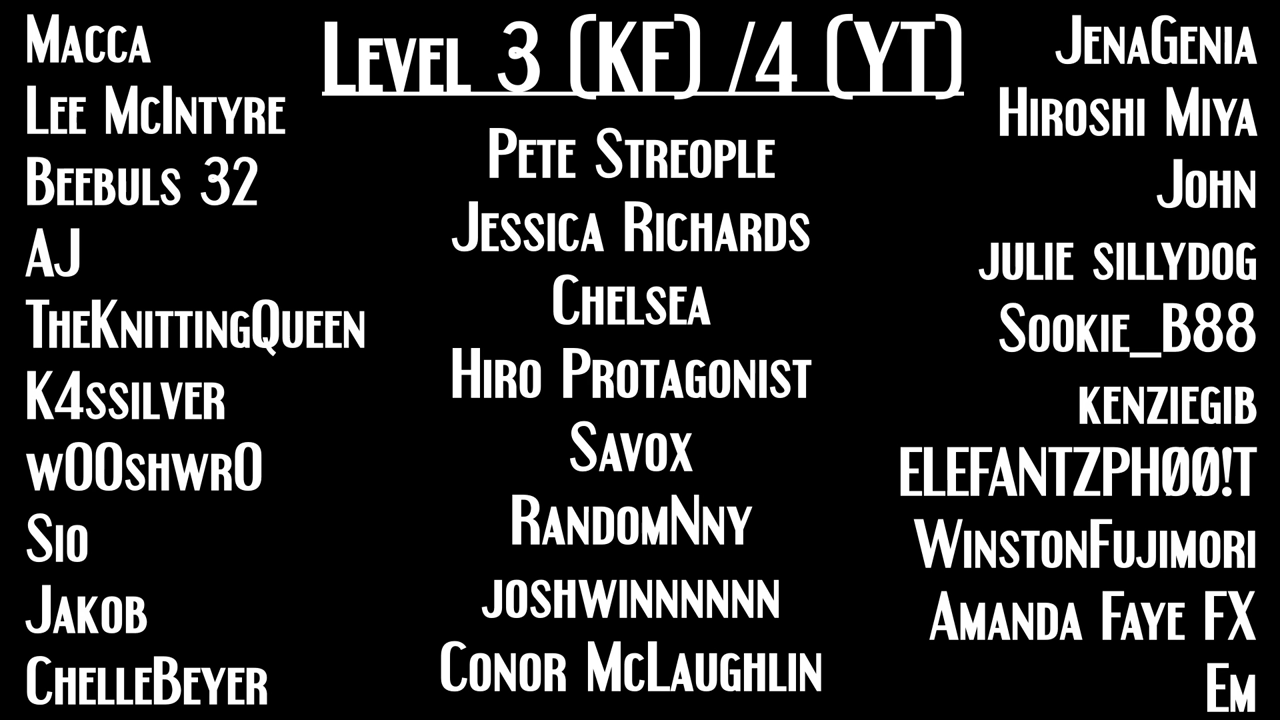 Level 3 (KF) /4 (YT)
Macca
Lee McIntyre
Beebuls 32
AJ
TheKnittingQueen
K4ssilver
w00shwr0
Sio
Jakob
ChelleBeyer
Pete Streople
Jessica Richards
Chelsea
Hiro Protagonist
Savox
RandomNny
joshwinnnnnn
Conor McLaughlin
JenaGenia
Hiroshi Miya
John
julie sillydog
Sookie_B88
kenziegib
ELEFANTZPHØØ!T
WinstonFujimori
Amanda Faye FX
Em